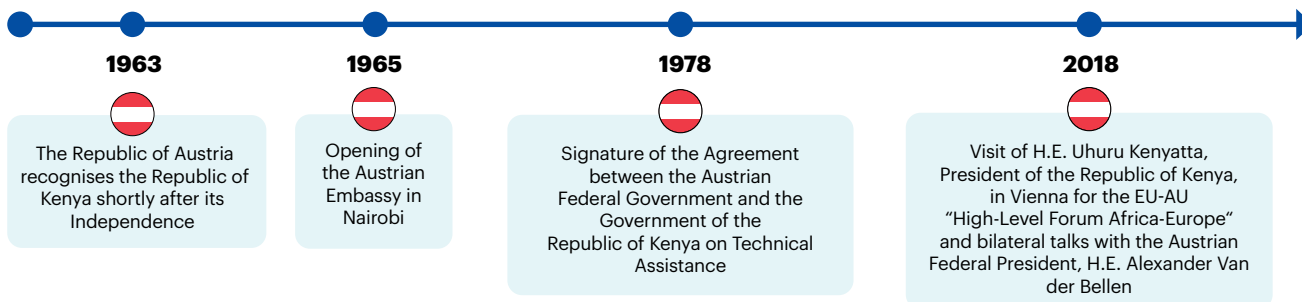 1963
The Republic of Austria
recognises the Republic of
Kenya shortly after its
Independence
1965
Opening of
the Austrian
Embassy in
Nairobi
1978
Signature of the Agreement
between the Austrian
Federal Government and the
Government of the
Republic of Kenya on Technical
Assistance
2018
Visit of H.E. Uhuru Kenyatta,
President of the Republic of Kenya,
in Vienna for the EU-AU
“High-Level Forum Africa-Europe“
and bilateral talks with the Austrian
Federal President, H.E. Alexander Van
der Bellen